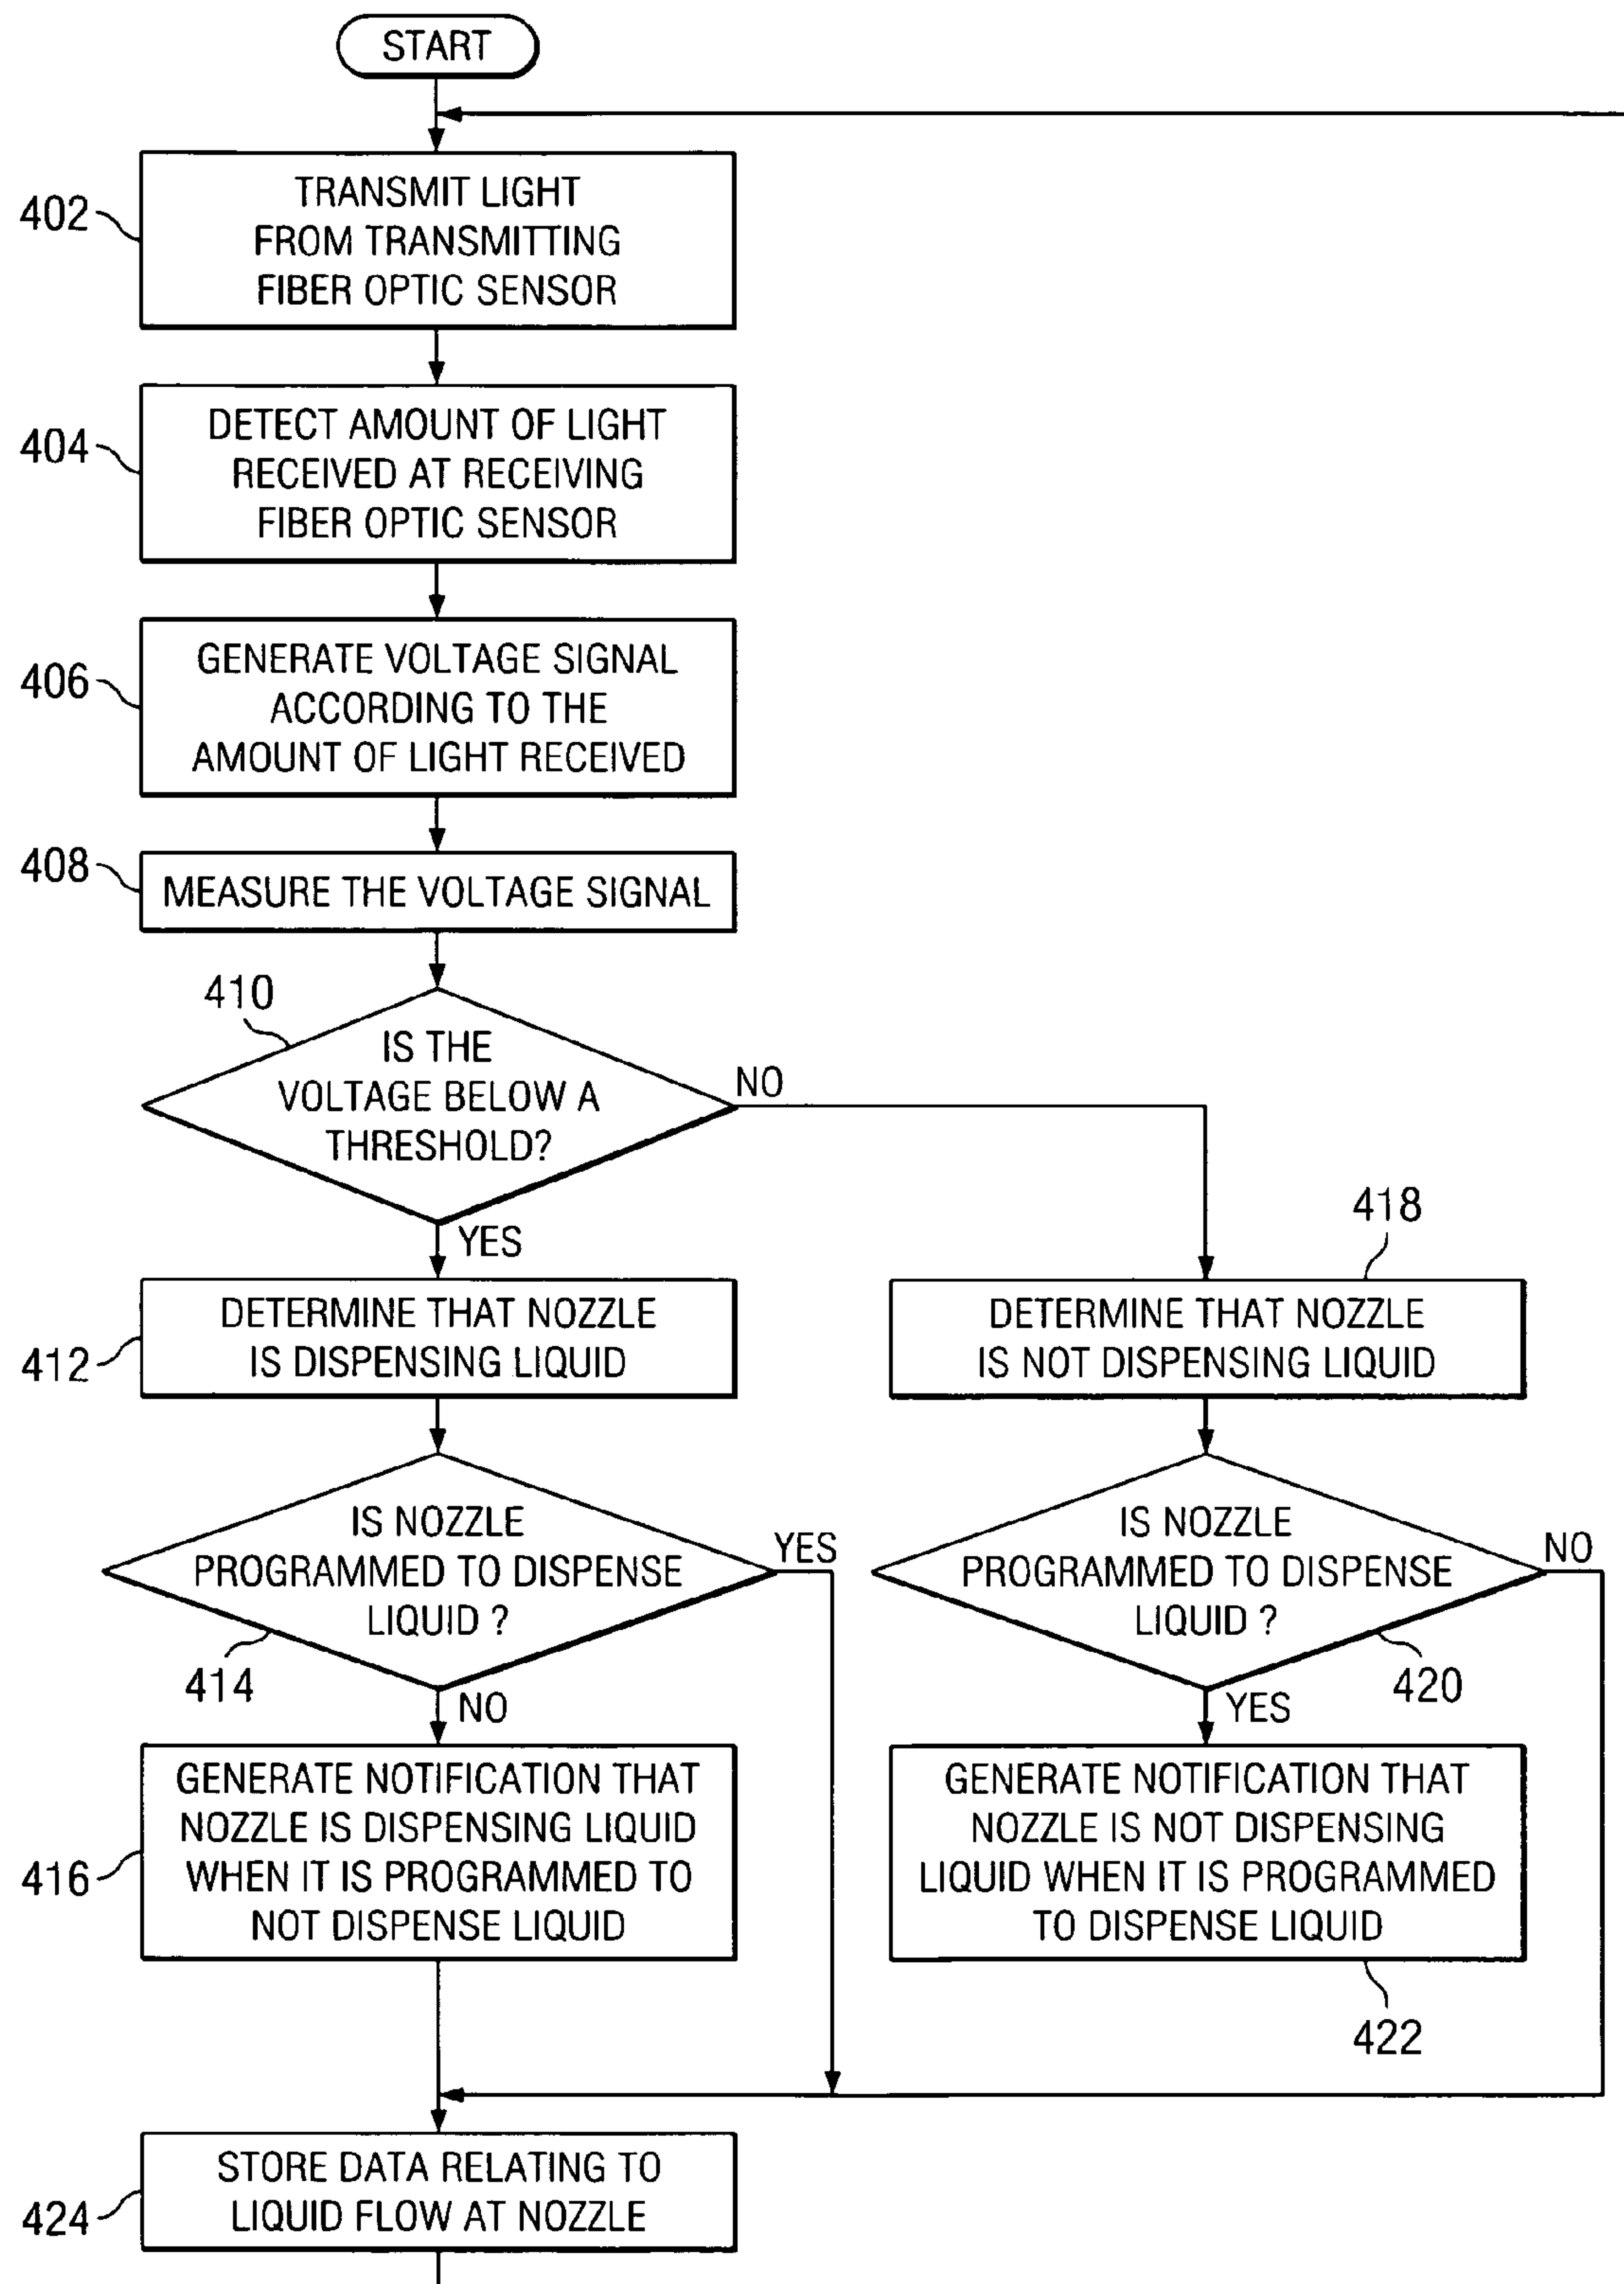 START
402
TRANSMIT LIGHT
FROM TRANSMITTING
FIBER OPTIC SENSOR
404
DETECT AMOUNT OF LIGHT
RECEIVED AT RECEIVING
FIBER OPTIC SENSOR
406
GENERATE VOLTAGE SIGNAL
ACCORDING TO THE
AMOUNT OF LIGHT RECEIVED
408
MEASURE THE VOLTAGE SIGNAL
410
IS THE
VOLTAGE BELOW A
THRESHOLD?
NO
YES
412
DETERMINE THAT NOZZLE
IS DISPENSING LIQUID
418
DETERMINE THAT NOZZLE
IS NOT DISPENSING LIQUID
IS NOZZLE
PROGRAMMED TO DISPENSE
LIQUID ?
YES
414
NO
IS NOZZLE
PROGRAMMED TO DISPENSE
LIQUID ?
NO
420
YES
416
GENERATE NOTIFICATION THAT
NOZZLE IS DISPENSING LIQUID
WHEN IT IS PROGRAMMED TO
NOT DISPENSE LIQUID
GENERATE NOTIFICATION THAT
NOZZLE IS NOT DISPENSING
LIQUID WHEN IT IS PROGRAMMED
TO DISPENSE LIQUID
422
424
STORE DATA RELATING TO
LIQUID FLOW AT NOZZLE